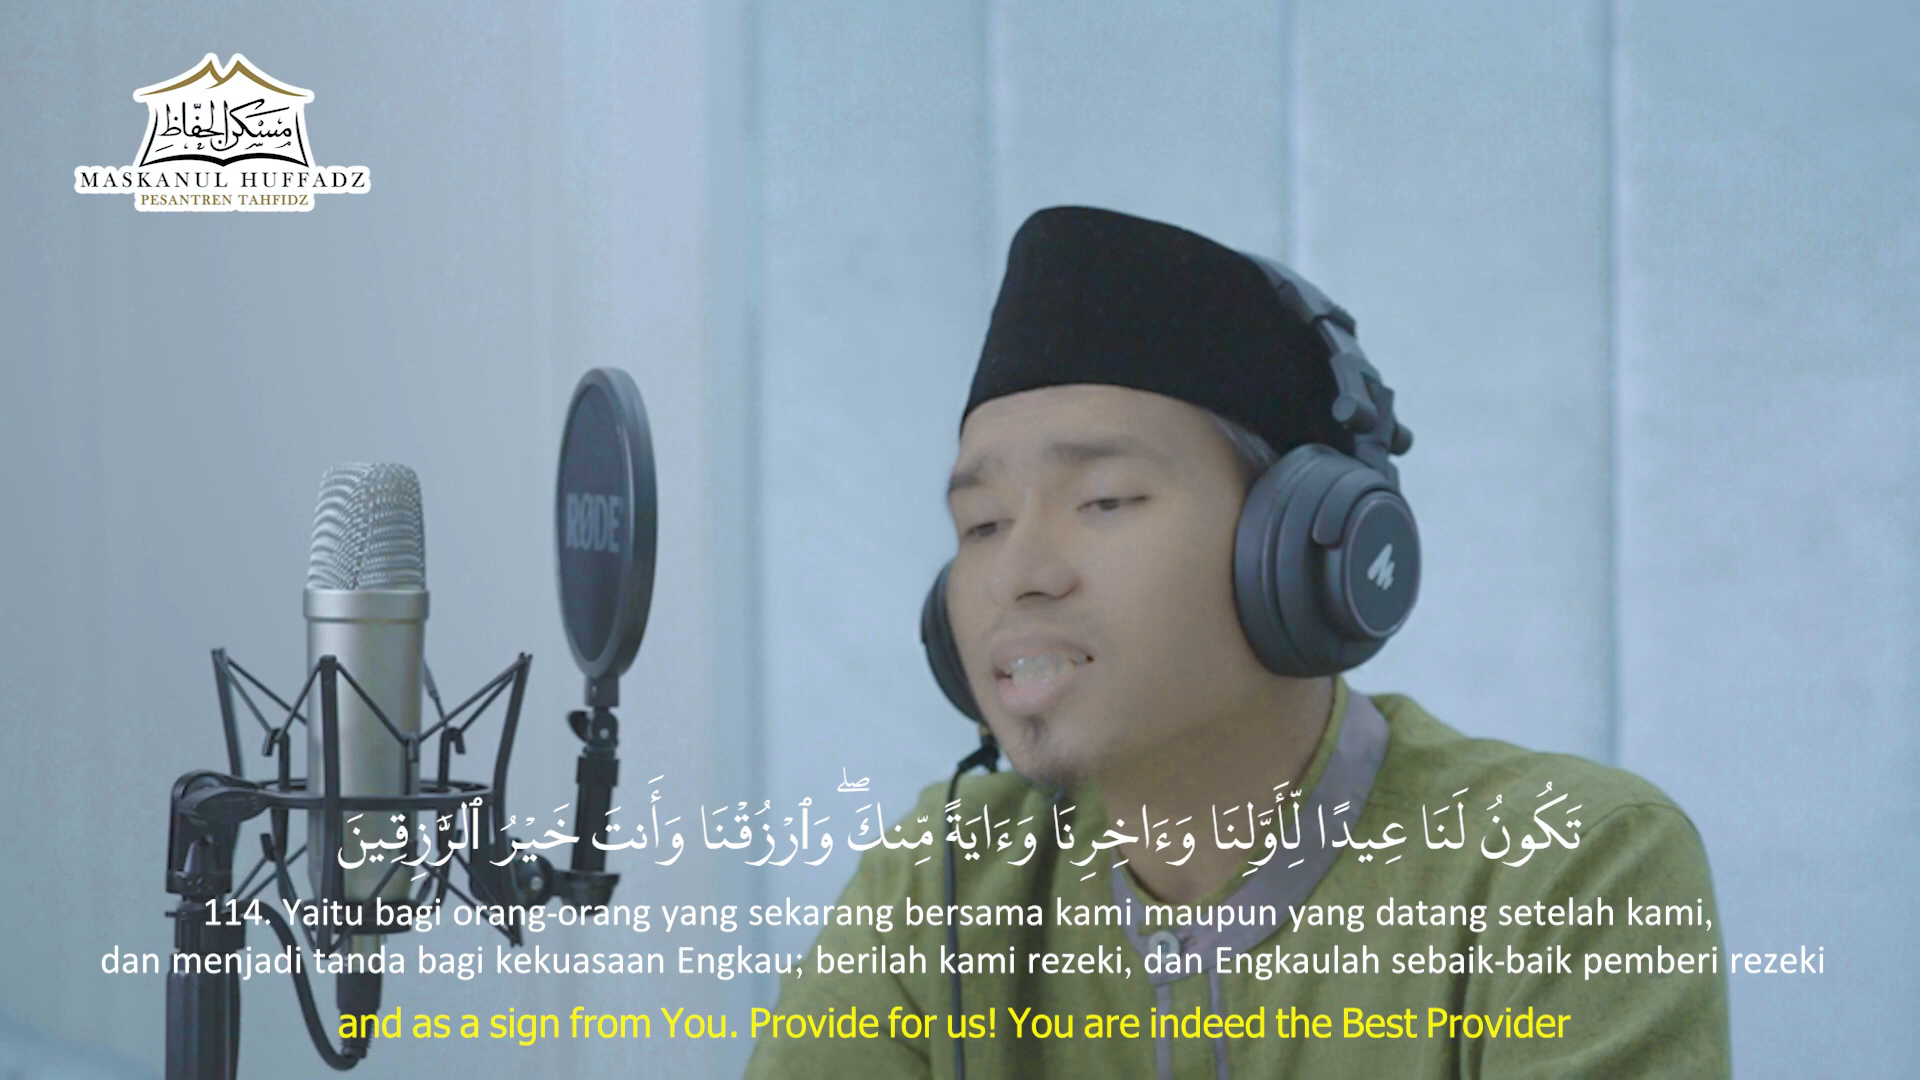 مسكن الحفاظ
MASKANUL HUFFADZ
PESANTREN TAHFIDZ
RØDE
تَكُونُ لَنَا عِيدًا لِّأَوَّلِنَا وَءَاخِرِنَا وَءَايَةً مِّنكَ ۖ وَٱرْزُقْنَا وَأَنتَ خَيْرُ ٱلرَّٰزِقِينَ
114. Yaitu bagi orang-orang yang sekarang bersama kami maupun yang datang setelah kami,
dan menjadi tanda bagi kekuasaan Engkau; berilah kami rezeki, dan Engkaulah sebaik-baik pemberi rezeki
and as a sign from You. Provide for us! You are indeed the Best Provider